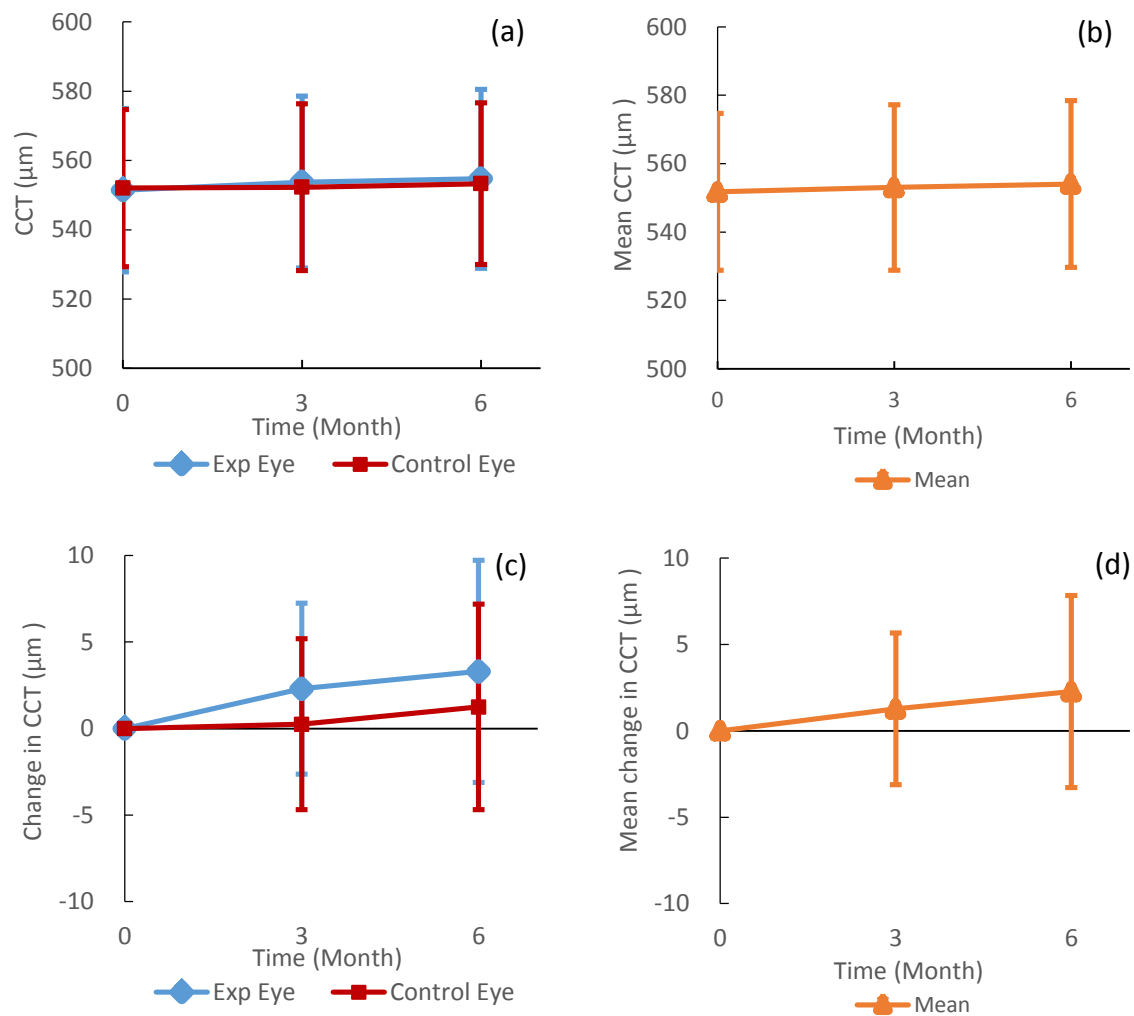 (a)
CCT (µm )
600
580
560
540
520
500
0 3 6
Time (Month)
Exp Eye Control Eye
(b)
Mean CCT (µm )
600
580
560
540
520
500
0 3 6
Time (Month)
Mean
(c)
Change in CCT (µm )
10
5
0
-5
-10
0 3 6
Time (Month)
Exp Eye Control Eye
(d)
Mean change in CCT (µm )
10
5
0
-5
-10
0 3 6
Time (Month)
Mean